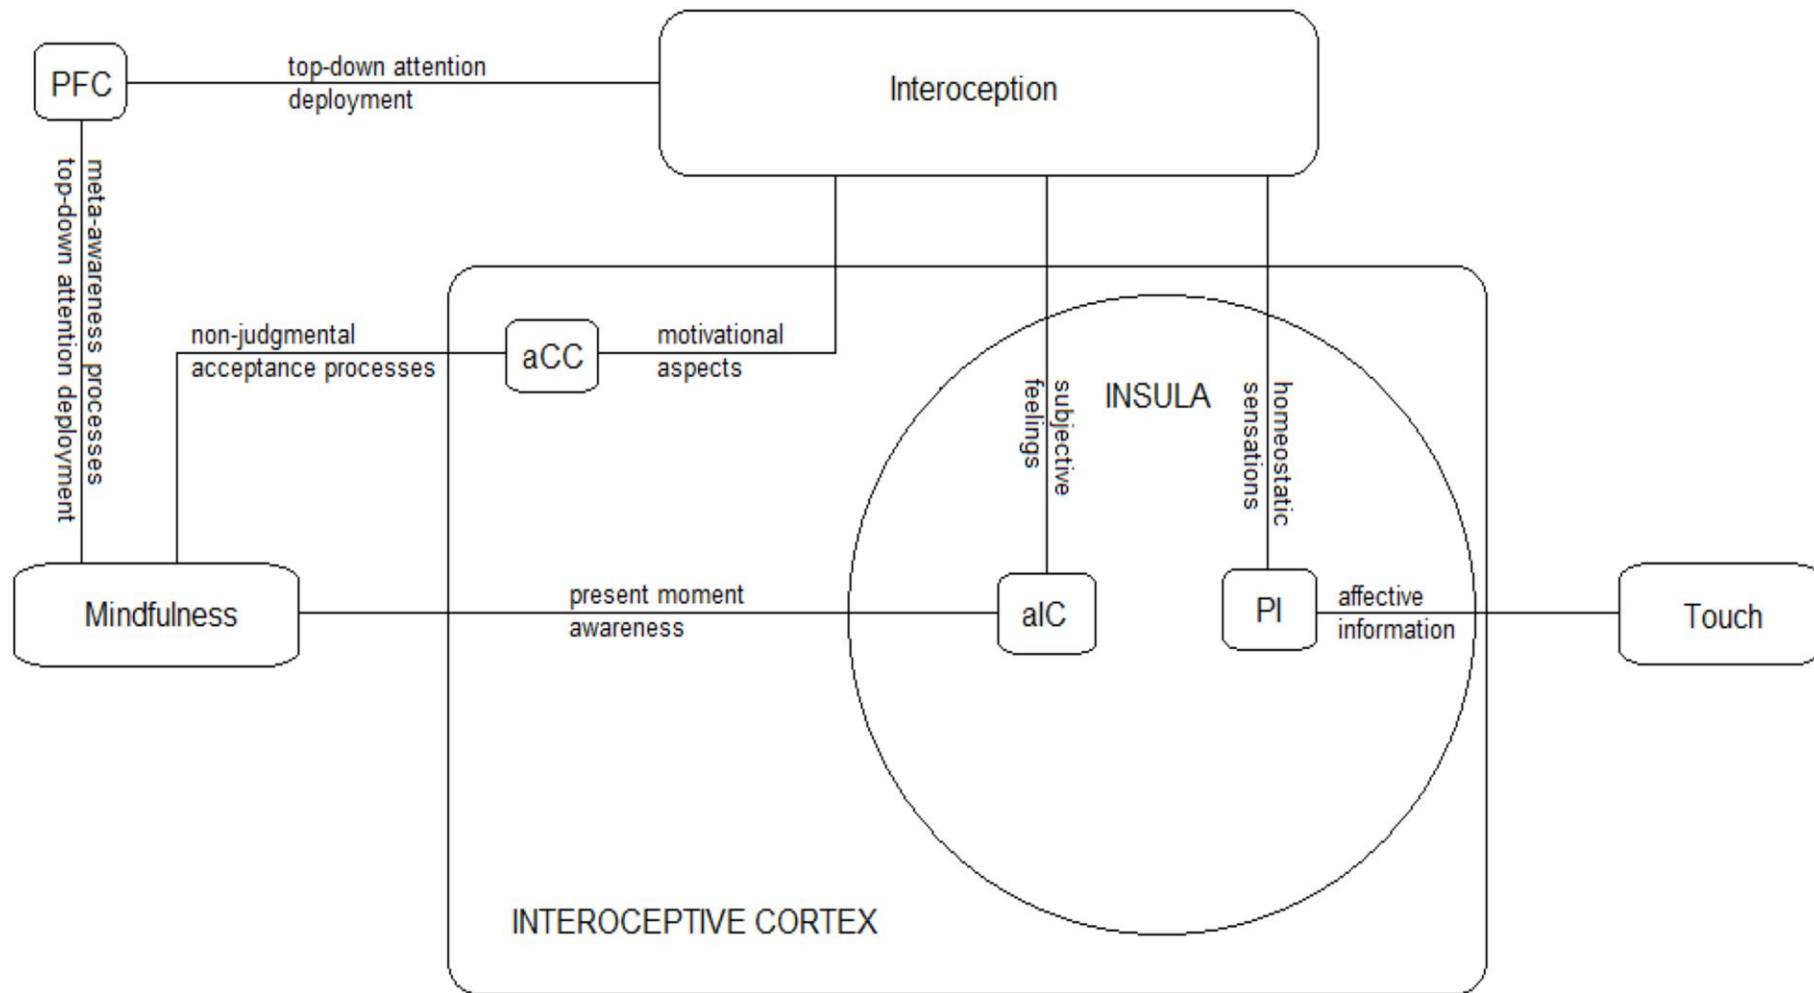 PFC
top-down attention
deployment
Interoception
meta-awareness processes
top-down attention deployment
non-judgmental
acceptance processes
aCC
motivational
aspects
subjective
feelings
INSULA
homeostatic
sensations
Mindfulness
present moment
awareness
aIC
PI
affective
information
Touch
INTEROCEPTIVE CORTEX